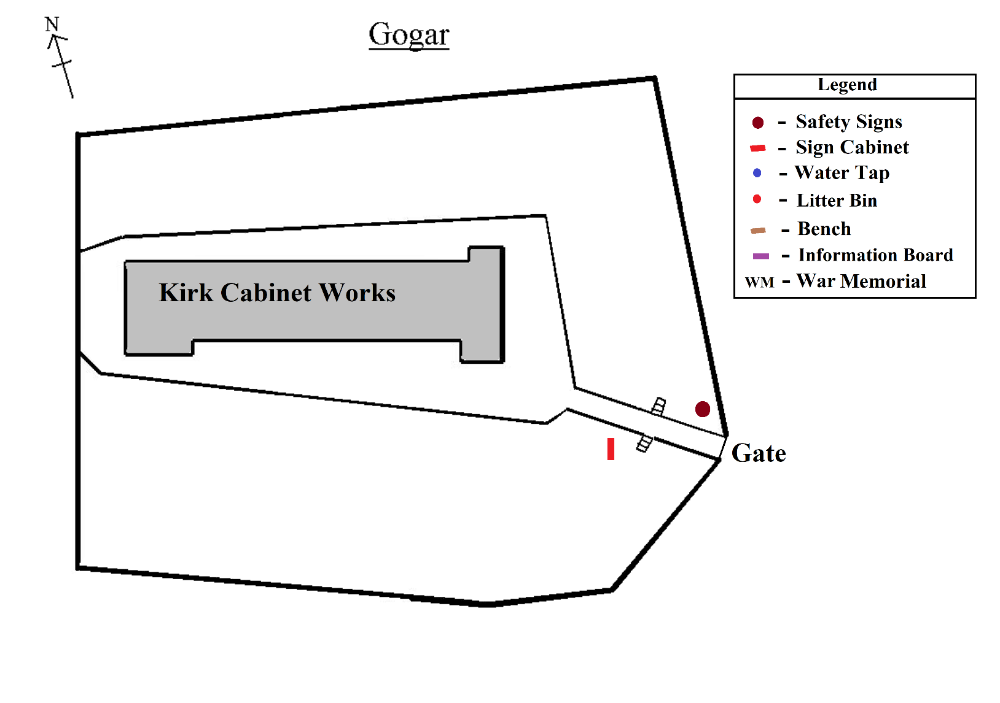 N
Gogar
Legend
- Safety Signs
- Sign Cabinet
- Water Tap
- Litter Bin
- Bench
- Information Board
WM - War Memorial
Kirk Cabinet Works
Gate